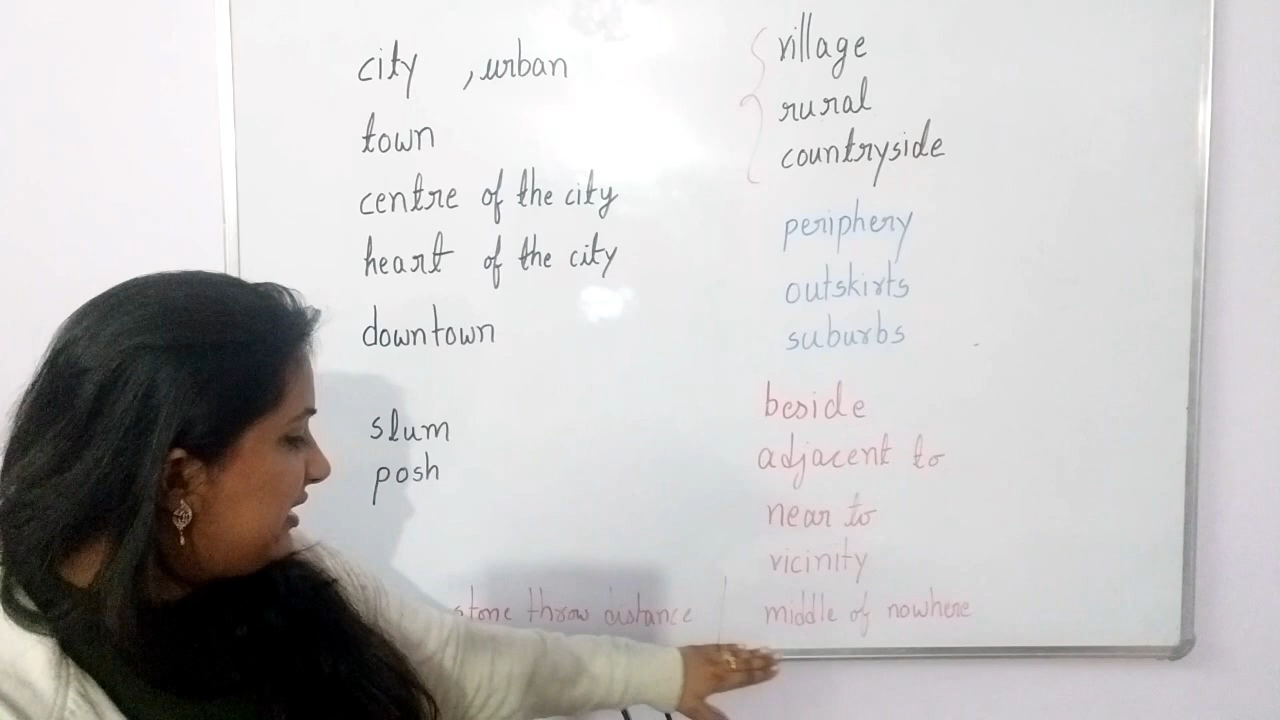 city , urban
town
centre of the city
heart of the city
downtown
slum
posh
stone throw distance
village
rural
countryside
periphery
outskirts
suburbs
beside
adjacent to
near to
vicinity
middle of nowhere